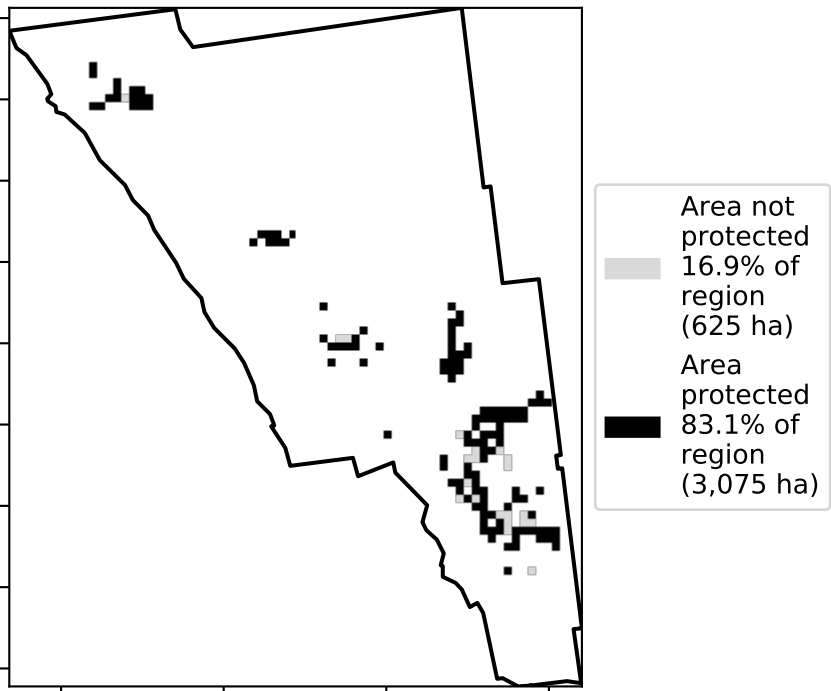 Area not
protected
16.9% of
region
(625 ha)
Area
protected
83.1% of
region
(3,075 ha)